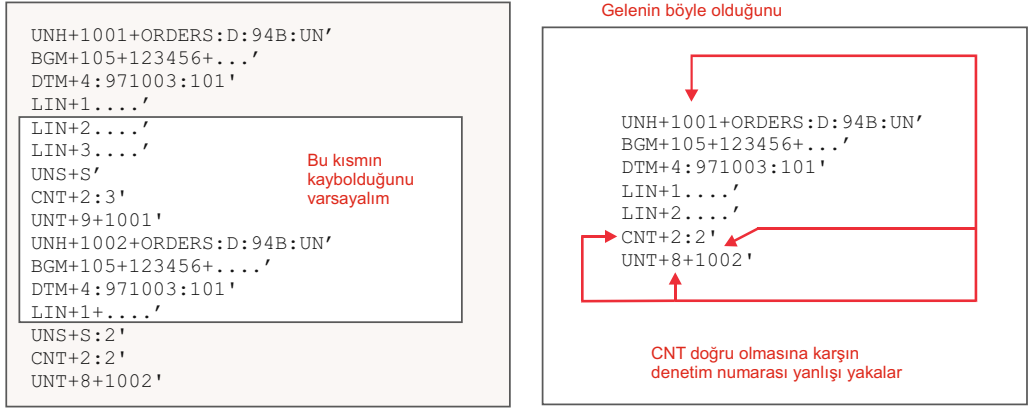 UNH+1001+ORDERS:D:94B:UN’
BGM+105+123456+...’
DTM+4:971003:101'
LIN+1....’
LIN+2....’
LIN+3....’
UNS+S’
CNT+2:3'
UNT+9+1001'
UNH+1002+ORDERS:D:94B:UN’
BGM+105+123456+....’
DTM+4:971003:101'
LIN+1+....’
UNS+S:2'
CNT+2:2'
UNT+8+1002'
Bu kısmın
kaybolduğunu
varsayalım
Gelenin böyle olduğunu
UNH+1001+ORDERS:D:94B:UN’
BGM+105+123456+...’
DTM+4:971003:101'
LIN+1....’
LIN+2....’
CNT+2:2'
UNT+8+1002'
CNT doğru olmasına karşın
denetim numarası yanlışı yakalar